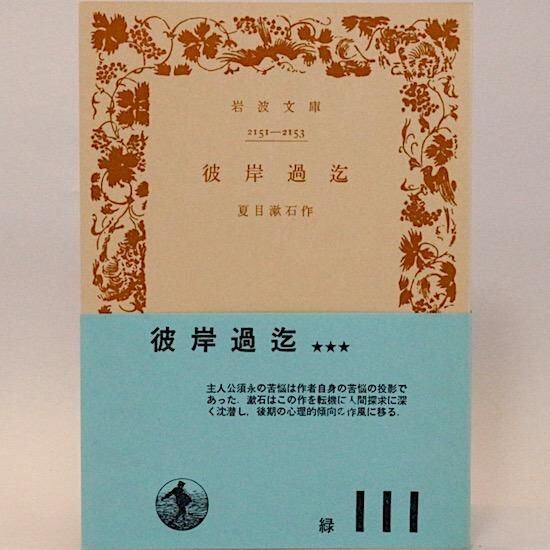 岩波文庫
2151—2153
彼岸過迄
夏目漱石作
彼岸過迄 ★★★
主人公須永の苦悩は作者自身の苦悩の投影で
あった．漱石はこの作を転機に人間探求に深
く沈潜し，後期の心理的傾向の作風に移る．
緑 111